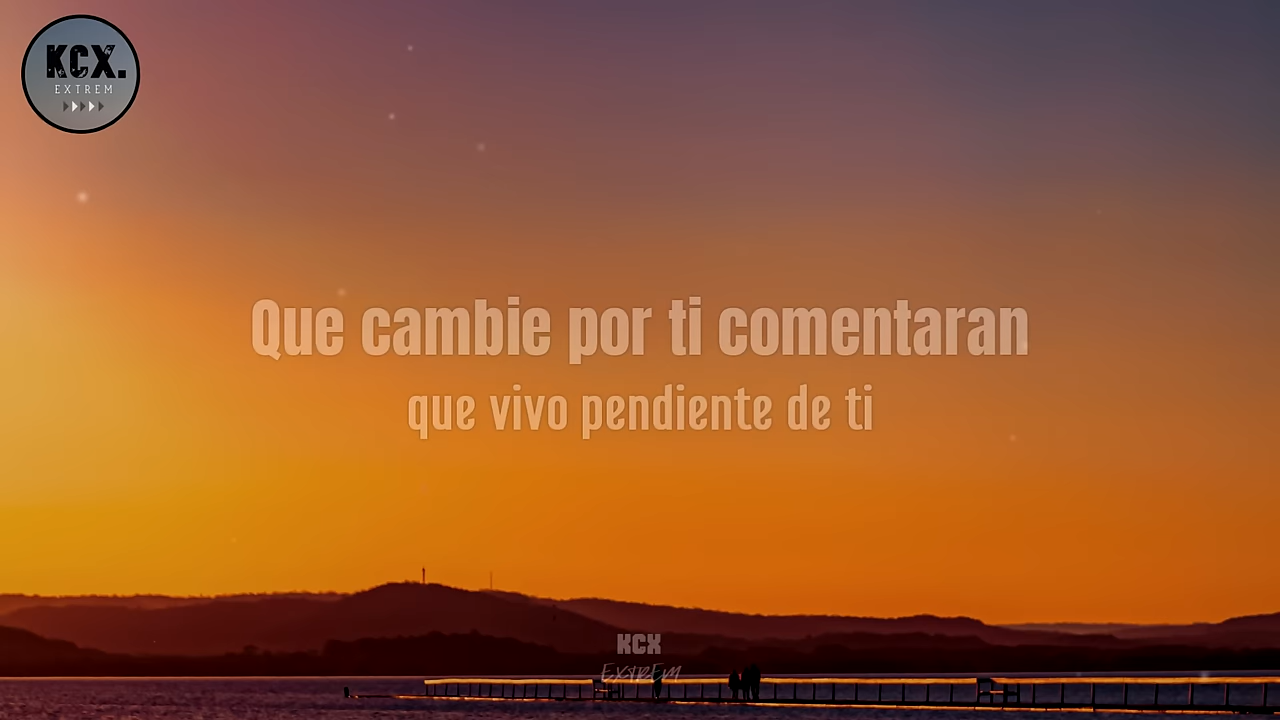 KCX.
EXTREM
Que cambie por ti comentaran
que vivo pendiente de ti
KCX
ExtrEm